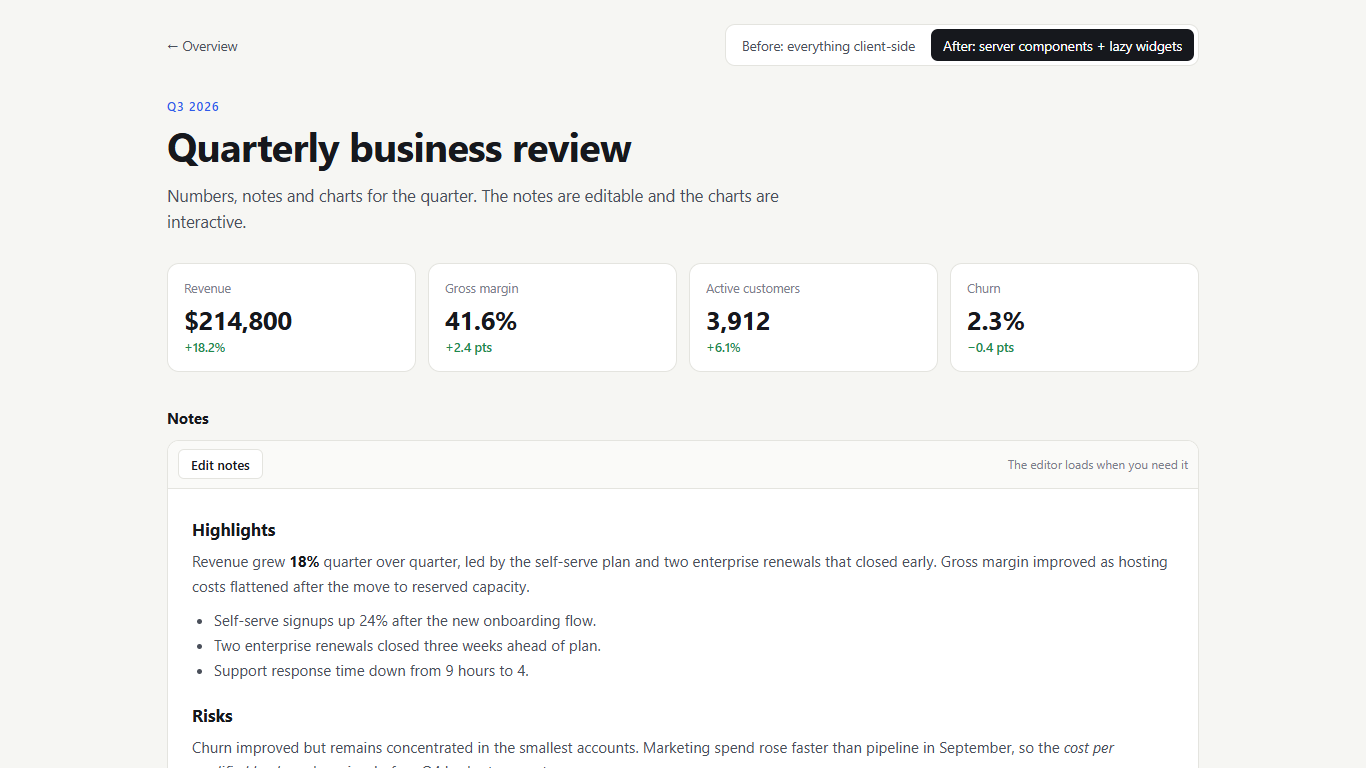 ← Overview
Before: everything client-side
After: server components + lazy widgets
Q3 2026
Quarterly business review
Numbers, notes and charts for the quarter. The notes are editable and the charts are
interactive.
Revenue
$214,800
+18.2%
Gross margin
41.6%
+2.4 pts
Active customers
3,912
+6.1%
Churn
2.3%
−0.4 pts
Notes
Edit notes
The editor loads when you need it
Highlights
Revenue grew 18% quarter over quarter, led by the self-serve plan and two enterprise renewals that closed early. Gross margin improved as hosting
costs flattened after the move to reserved capacity.
• Self-serve signups up 24% after the new onboarding flow.
• Two enterprise renewals closed three weeks ahead of plan.
• Support response time down from 9 hours to 4.
Risks
Churn improved but remains concentrated in the smallest accounts. Marketing spend rose faster than pipeline in September, so the cost per